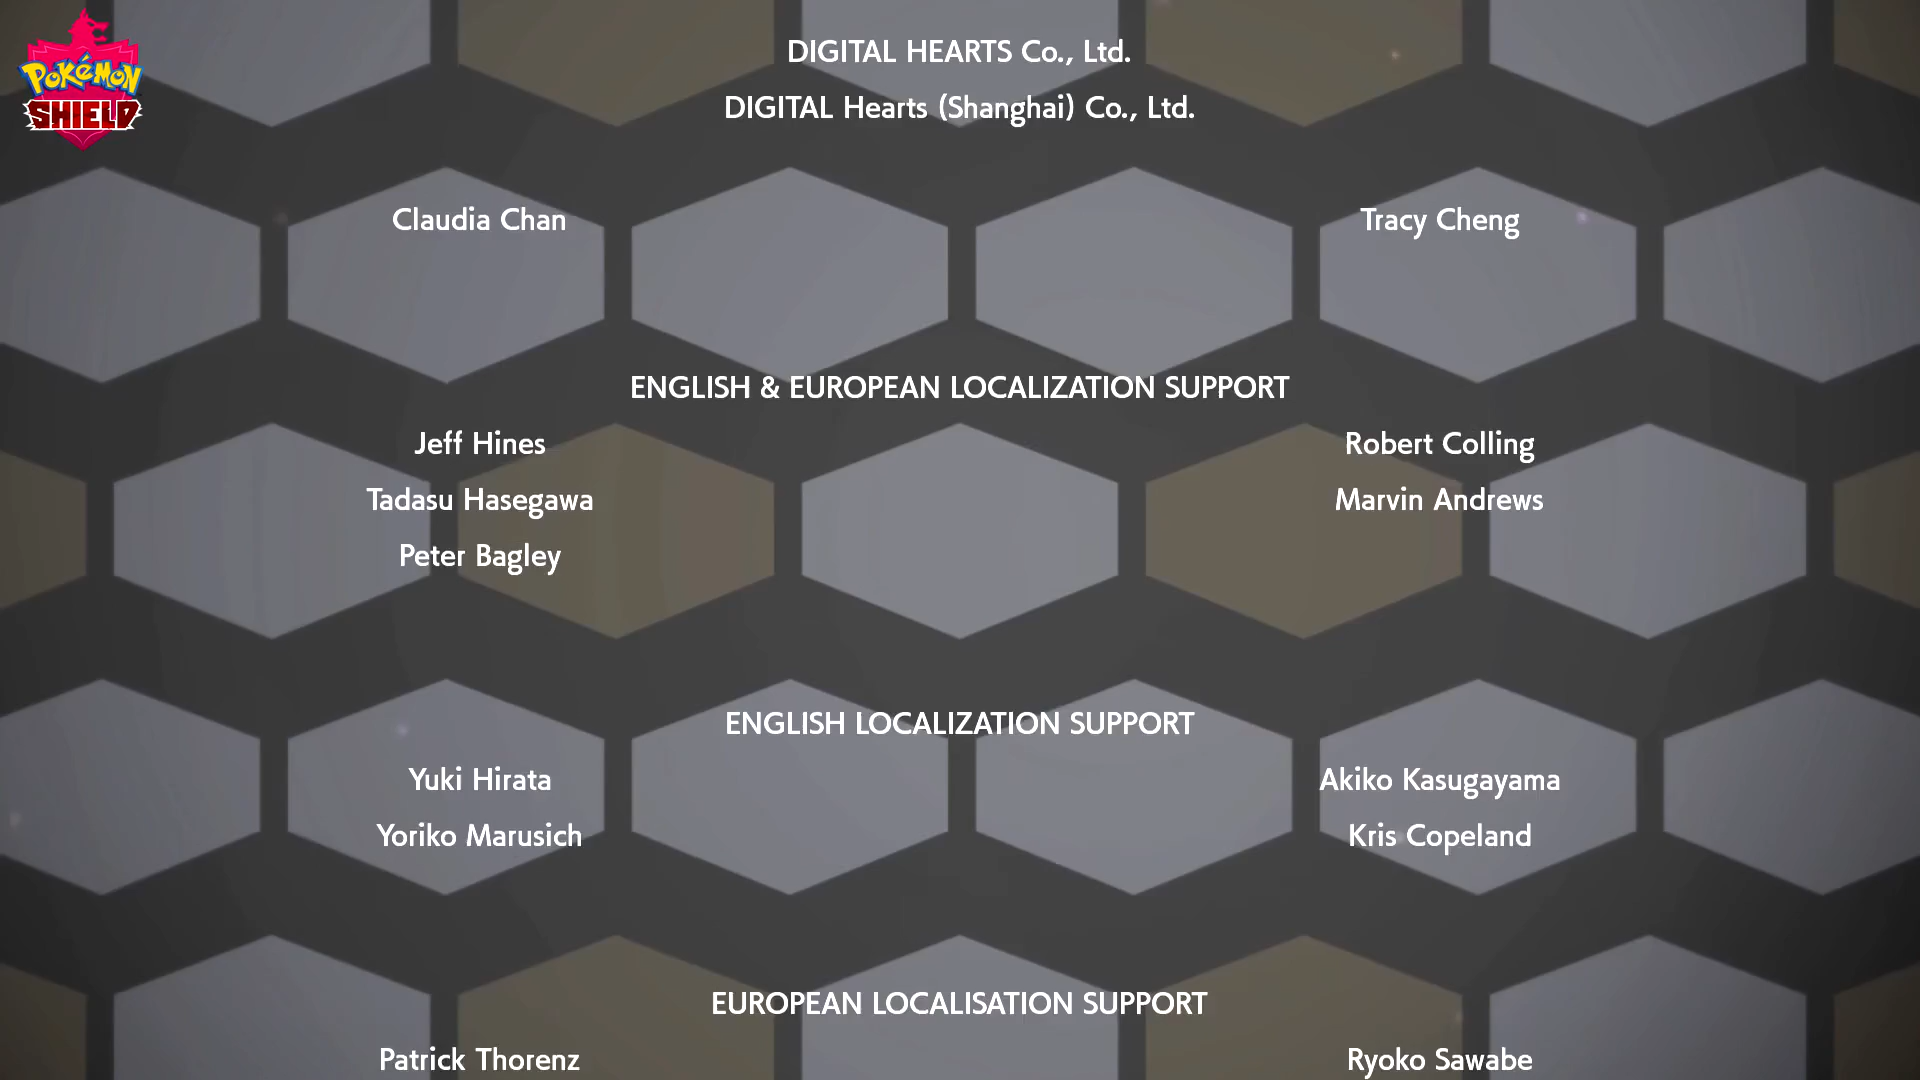 POKÉMON
SHIELD
DIGITAL HEARTS Co., Ltd.
DIGITAL Hearts (Shanghai) Co., Ltd.
Claudia Chan Tracy Cheng
ENGLISH & EUROPEAN LOCALIZATION SUPPORT
Jeff Hines Robert Colling
Tadasu Hasegawa Marvin Andrews
Peter Bagley
ENGLISH LOCALIZATION SUPPORT
Yuki Hirata Akiko Kasugayama
Yoriko Marusich Kris Copeland
EUROPEAN LOCALISATION SUPPORT
Patrick Thorenz Ryoko Sawabe